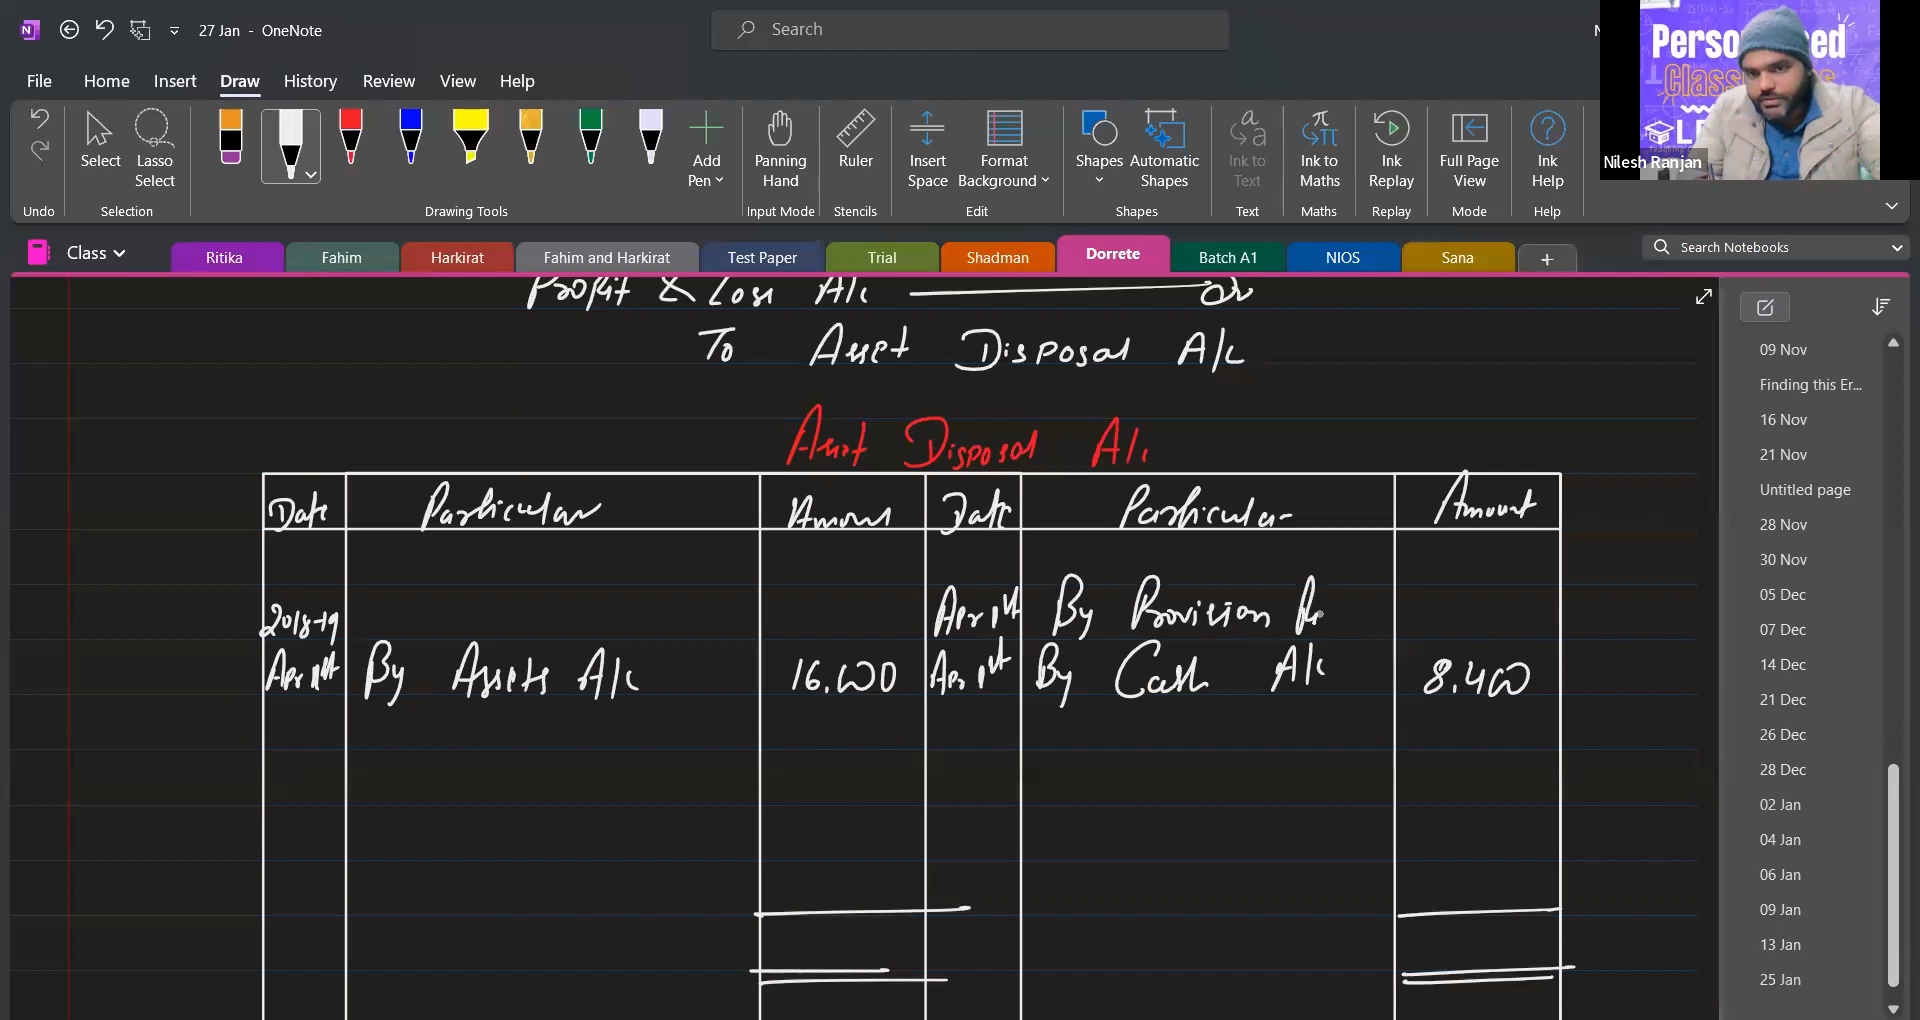 27 Jan - OneNote
Search
File Home Insert Draw History Review View Help
Select
Lasso Select
Add Pen
Panning Hand
Ruler
Insert Space
Format Background
Shapes
Automatic Shapes
Ink to Text
Ink to Maths
Ink Replay
Full Page View
Ink Help
Undo Selection Drawing Tools Input Mode Stencils Edit Shapes Text Maths Replay Mode Help
Nilesh Ranjan
Class Ritika Fahim Harkirat Fahim and Harkirat Test Paper Trial Shadman Dorrete Batch A1 NIOS Sana +
Search Notebooks
Profit & Loss A/c Dr
To Asset Disposal A/c
Asset Disposal A/c
Date Particular Amount Date Particular Amount
Apr 1st By Provision
2018-19
Apr 1st By Assets A/c 16.000 Apr 1st By Cash A/c 8.400
09 Nov
Finding this Er...
16 Nov
21 Nov
Untitled page
28 Nov
30 Nov
05 Dec
07 Dec
14 Dec
21 Dec
26 Dec
28 Dec
02 Jan
04 Jan
06 Jan
09 Jan
13 Jan
25 Jan